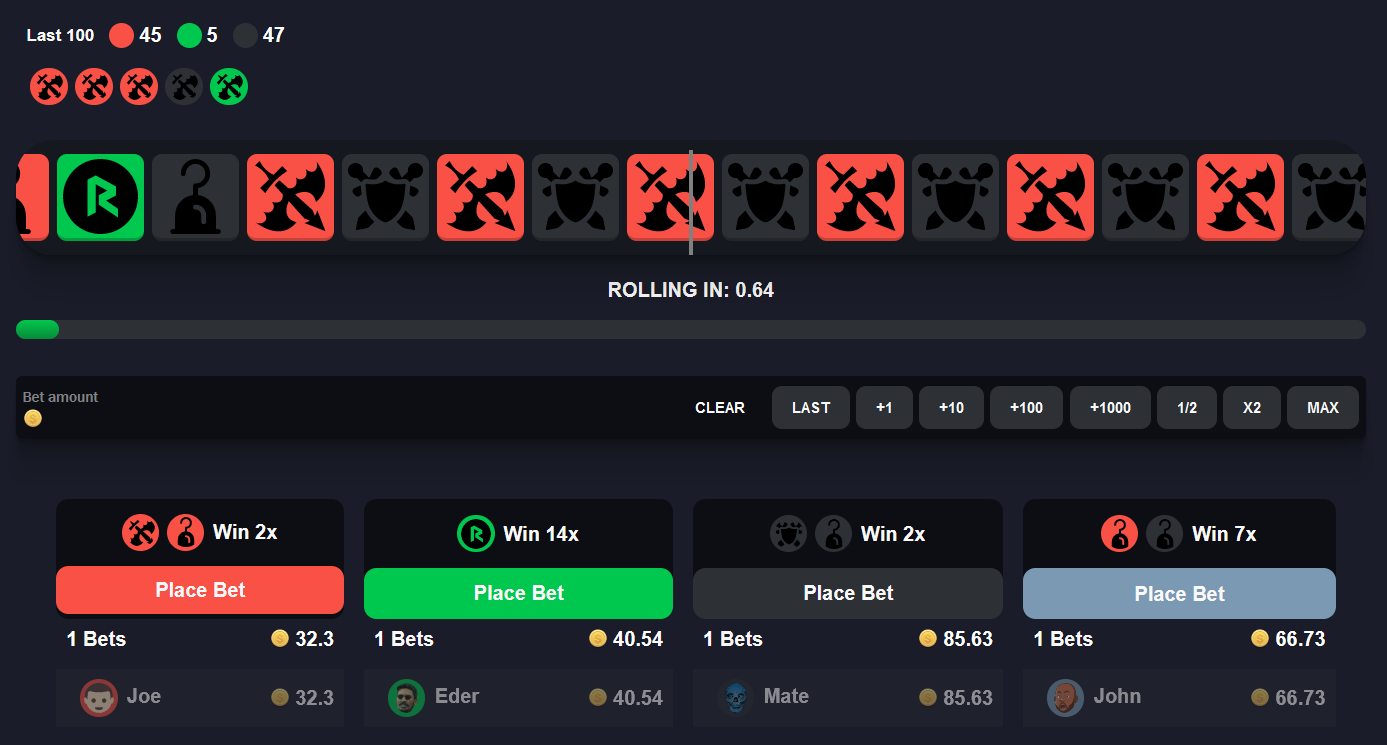 Last 100 45 5 47
ROLLING IN: 0.64
Bet amount
CLEAR LAST +1 +10 +100 +1000 1/2 X2 MAX
Win 2x Win 14x Win 2x Win 7x
Place Bet Place Bet Place Bet Place Bet
1 Bets 32.3 1 Bets 40.54 1 Bets 85.63 1 Bets 66.73
Joe 32.3 Eder 40.54 Mate 85.63 John 66.73